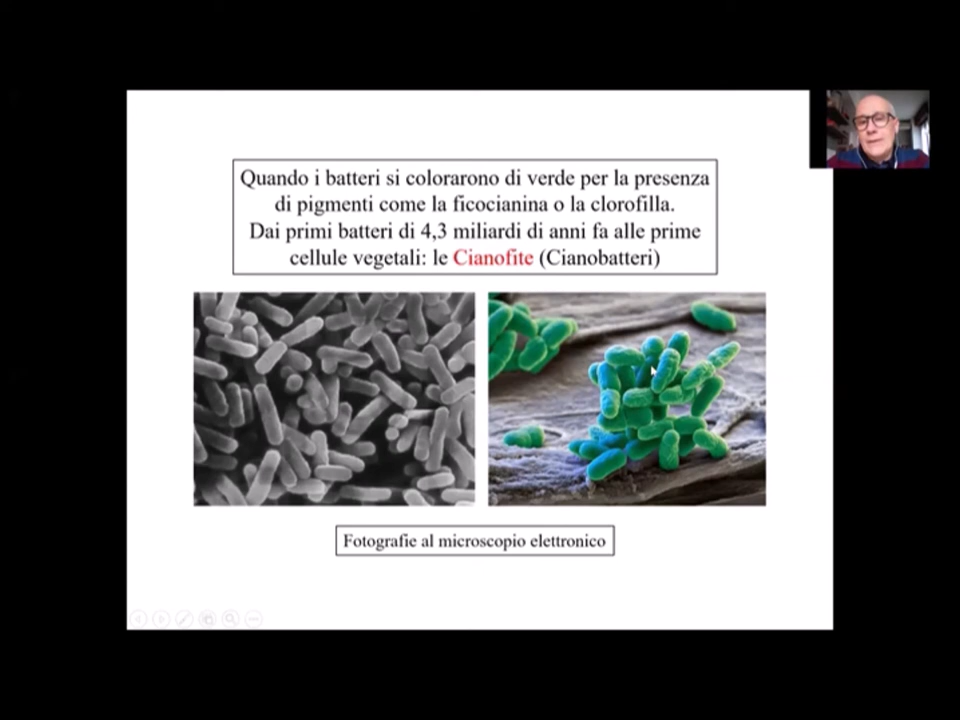 Quando i batteri si colorarono di verde per la presenza
di pigmenti come la ficocianina o la clorofilla.
Dai primi batteri di 4,3 miliardi di anni fa alle prime
cellule vegetali: le Cianofite (Cianobatteri)
Fotografie al microscopio elettronico